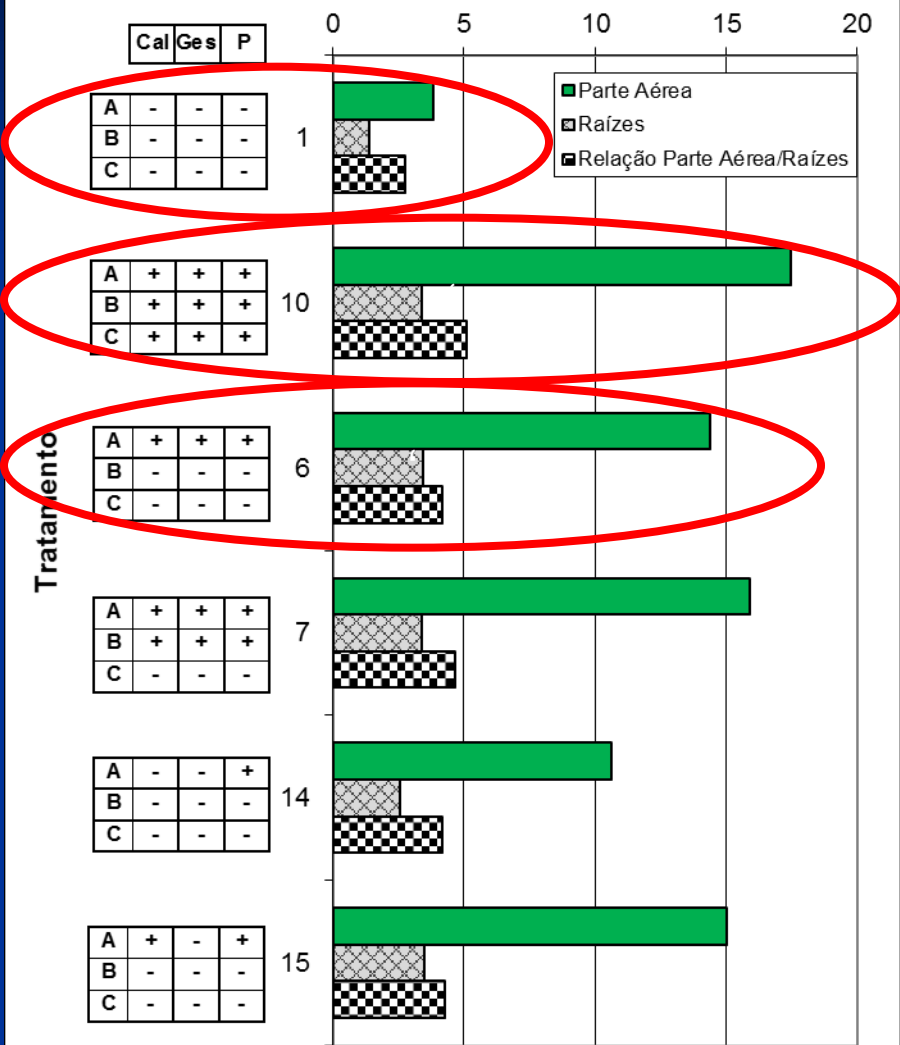 0 5 10 15 20
Cal Ges P
Parte Aérea
Raízes
Relação Parte Aérea/Raízes
A - - -
B - - -
C - - -
1
A + + +
B + + +
C + + +
10
Tratamento
A + + +
B - - -
C - - -
6
A + + +
B + + +
C - - -
7
A - - +
B - - -
C - - -
14
A + - +
B - - -
C - - -
15